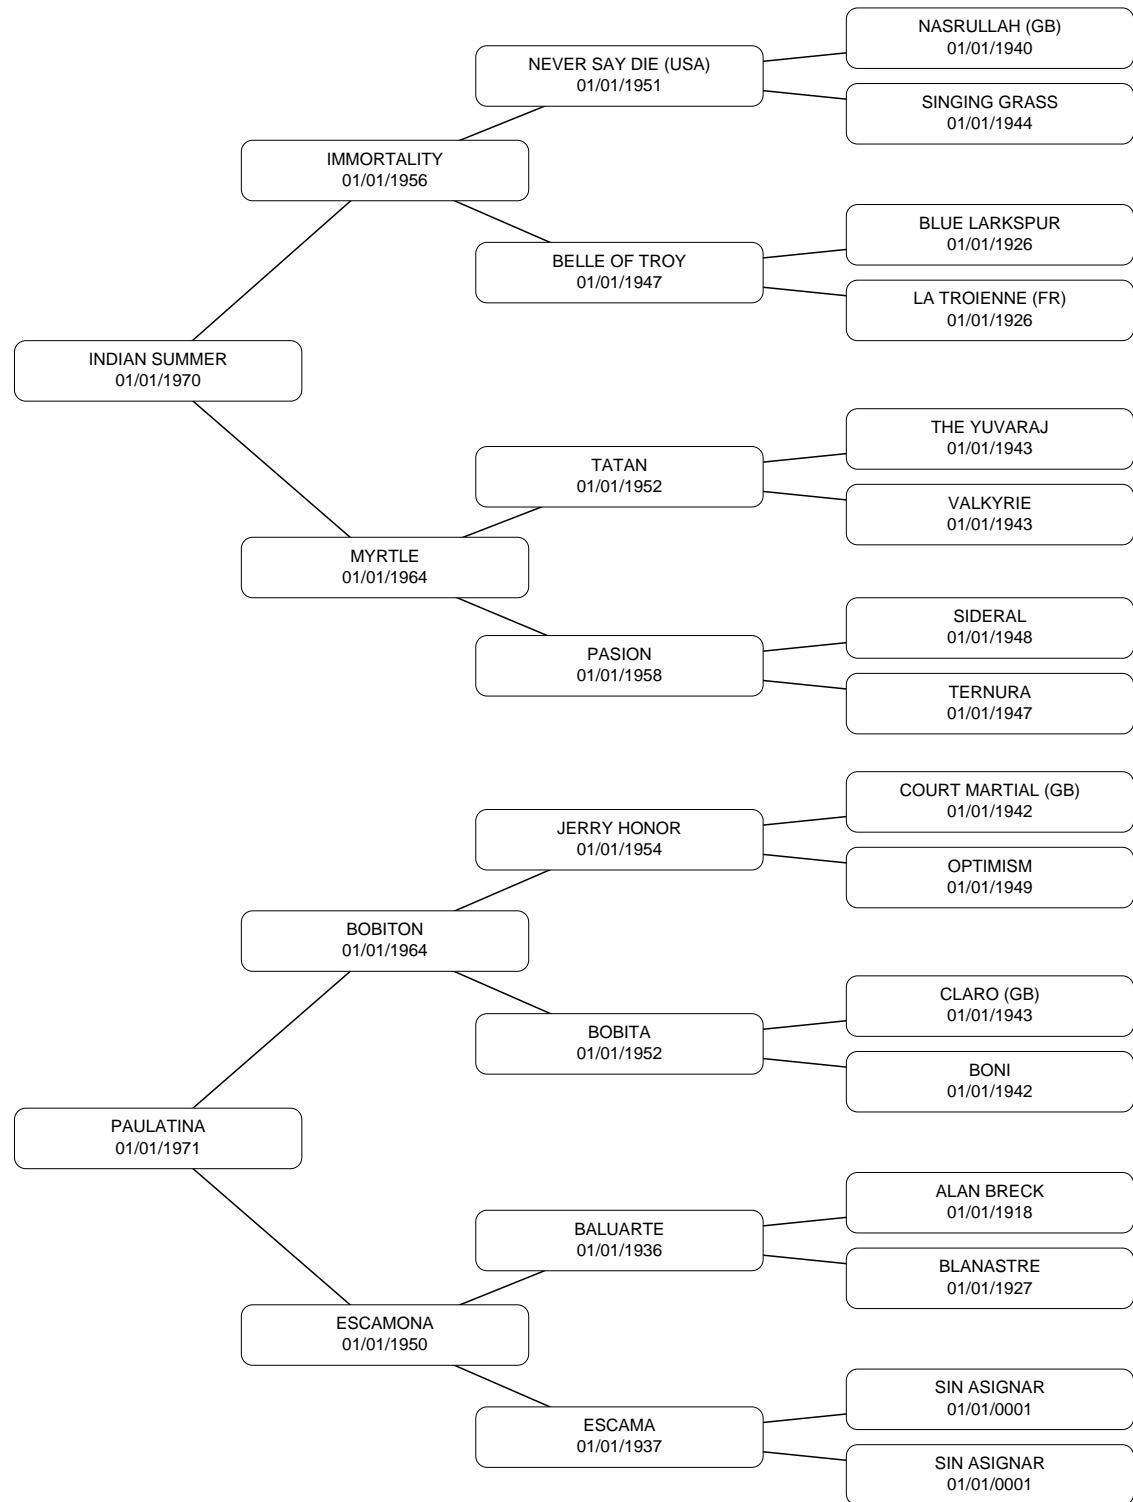 NASRULLAH (GB)
01/01/1940
NEVER SAY DIE (USA)
01/01/1951
SINGING GRASS
01/01/1944
IMMORTALITY
01/01/1956
BLUE LARKSPUR
01/01/1926
BELLE OF TROY
01/01/1947
LA TROIENNE (FR)
01/01/1926
INDIAN SUMMER
01/01/1970
THE YUVARAJ
01/01/1943
TATAN
01/01/1952
VALKYRIE
01/01/1943
MYRTLE
01/01/1964
SIDERAL
01/01/1948
PASION
01/01/1958
TERNURA
01/01/1947
COURT MARTIAL (GB)
01/01/1942
JERRY HONOR
01/01/1954
OPTIMISM
01/01/1949
BOBITON
01/01/1964
CLARO (GB)
01/01/1943
BOBITA
01/01/1952
BONI
01/01/1942
PAULATINA
01/01/1971
ALAN BRECK
01/01/1918
BALUARTE
01/01/1936
BLANASTRE
01/01/1927
ESCAMONA
01/01/1950
SIN ASIGNAR
01/01/0001
ESCAMA
01/01/1937
SIN ASIGNAR
01/01/0001